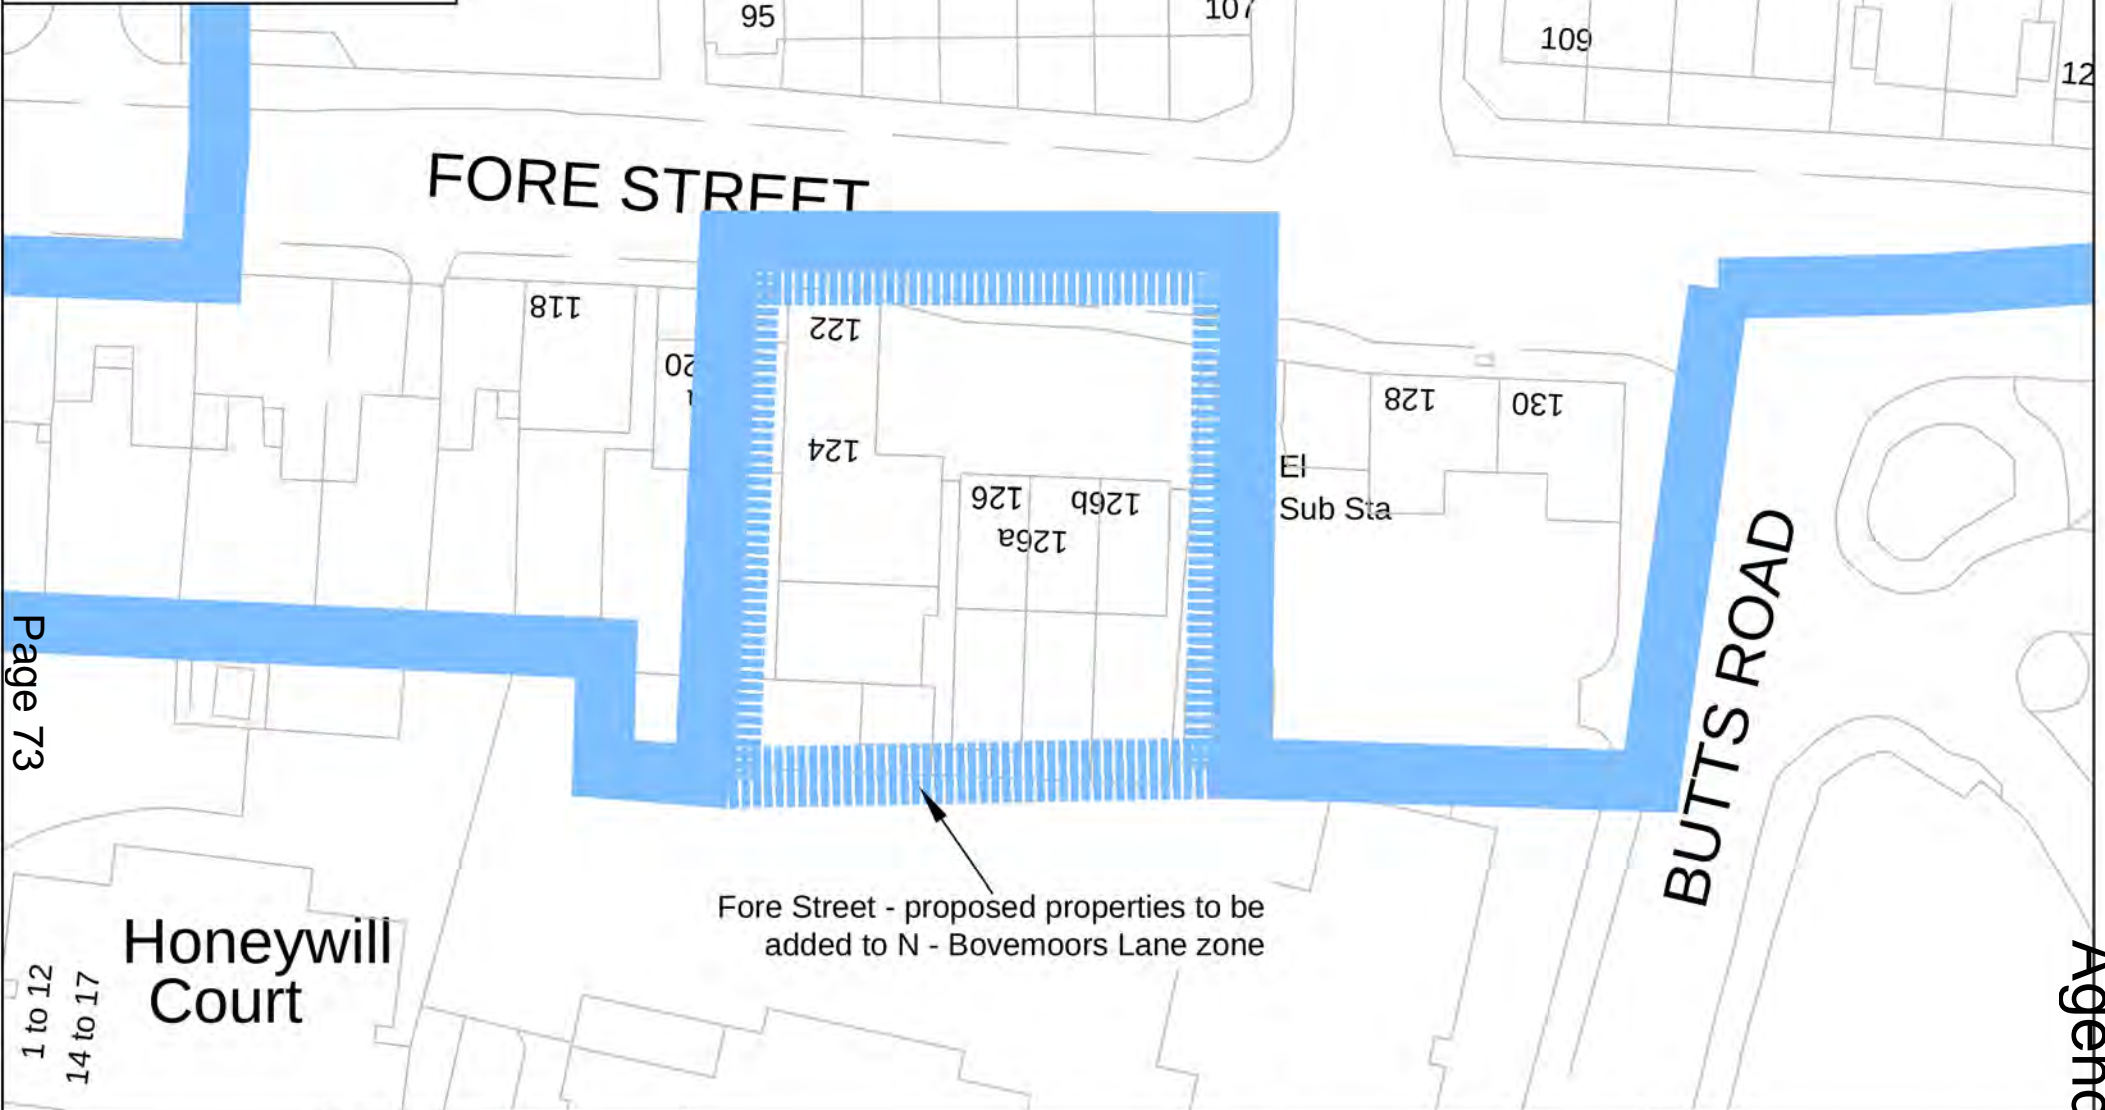 95
107
109
12
FORE STREET
118
122
128
130
124
126
126b
126a
El
Sub Sta
BUTTS ROAD
Page 73
Fore Street - proposed properties to be
added to N - Bovemoors Lane zone
Honeywill
Court
1 to 12
14 to 17